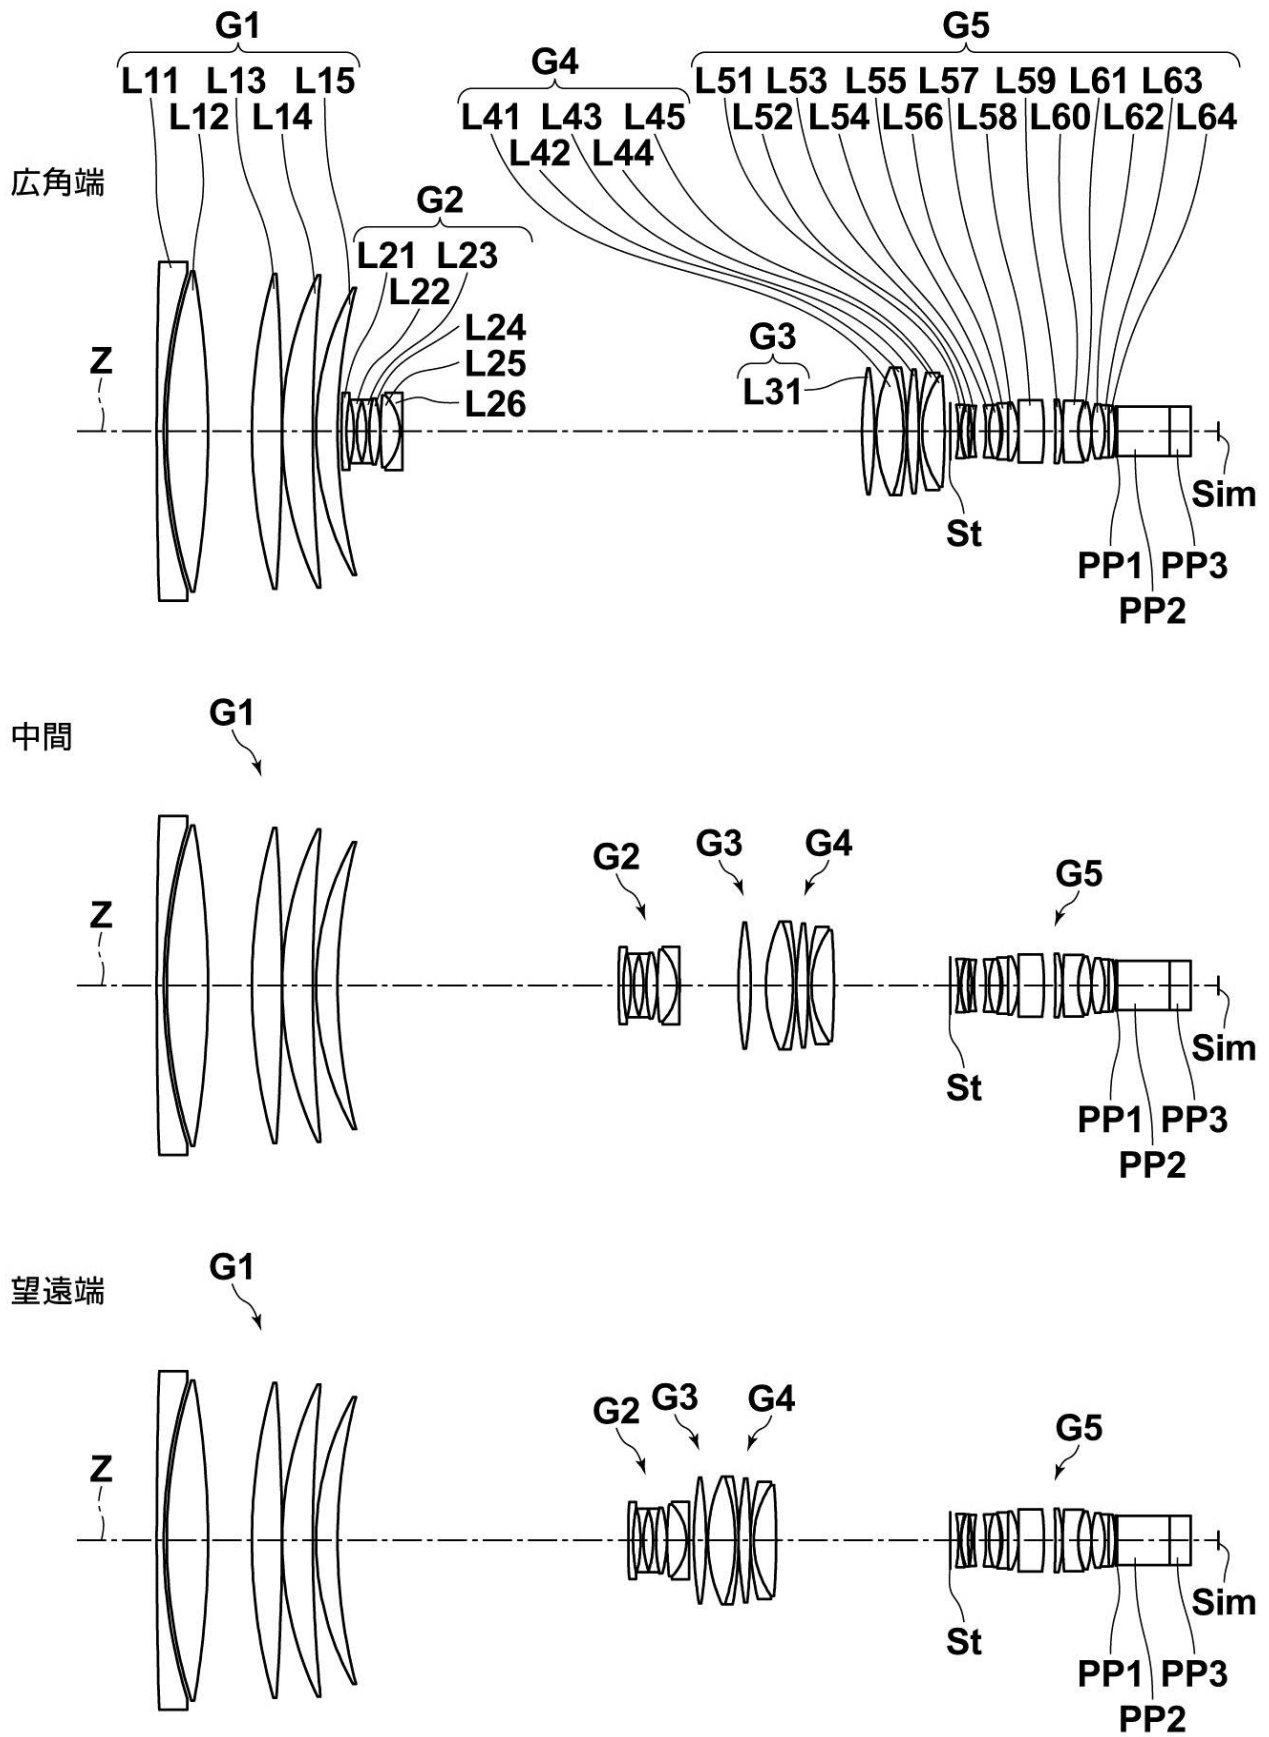 G1
G5
G4
L11 L13 L15
L51 L53 L55 L57 L59 L61 L63
L12 L14
L41 L43 L45
L52 L54 L56 L58 L60 L62 L64
L42 L44
広角端
G2
L21 L23
L22
L24
G3
Z
L25
L31
L26
Sim
St
PP1 PP3
PP2
G1
中間
G3 G4
G2
G5
Z
Sim
St
PP1 PP3
PP2
G1
望遠端
G3 G4
G2
G5
Z
Sim
St
PP1 PP3
PP2